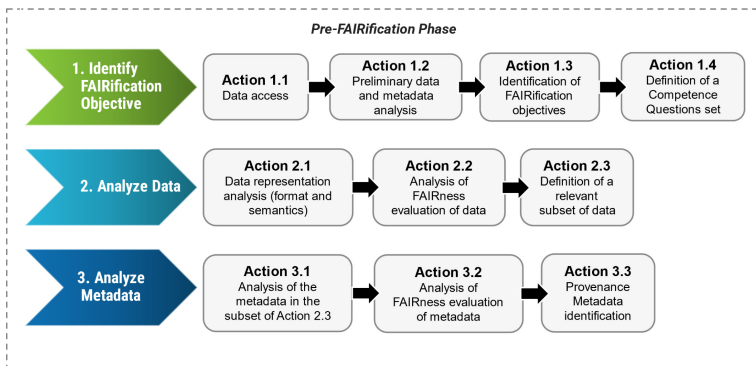 Pre-FAIRification Phase
1. Identify
FAIRification
Objective
Action 1.1
Data access
Action 1.2
Preliminary data
and metadata
analysis
Action 1.3
Identification of
FAIRification
objectives
Action 1.4
Definition of a
Competence
Questions set
2. Analyze Data
Action 2.1
Data representation
analysis (format and
semantics)
Action 2.2
Analysis of
FAIRness
evaluation of data
Action 2.3
Definition of a
relevant
subset of data
3. Analyze
Metadata
Action 3.1
Analysis of the
metadata in the
subset of Action 2.3
Action 3.2
Analysis of
FAIRness evaluation
of metadata
Action 3.3
Provenance
Metadata
identification